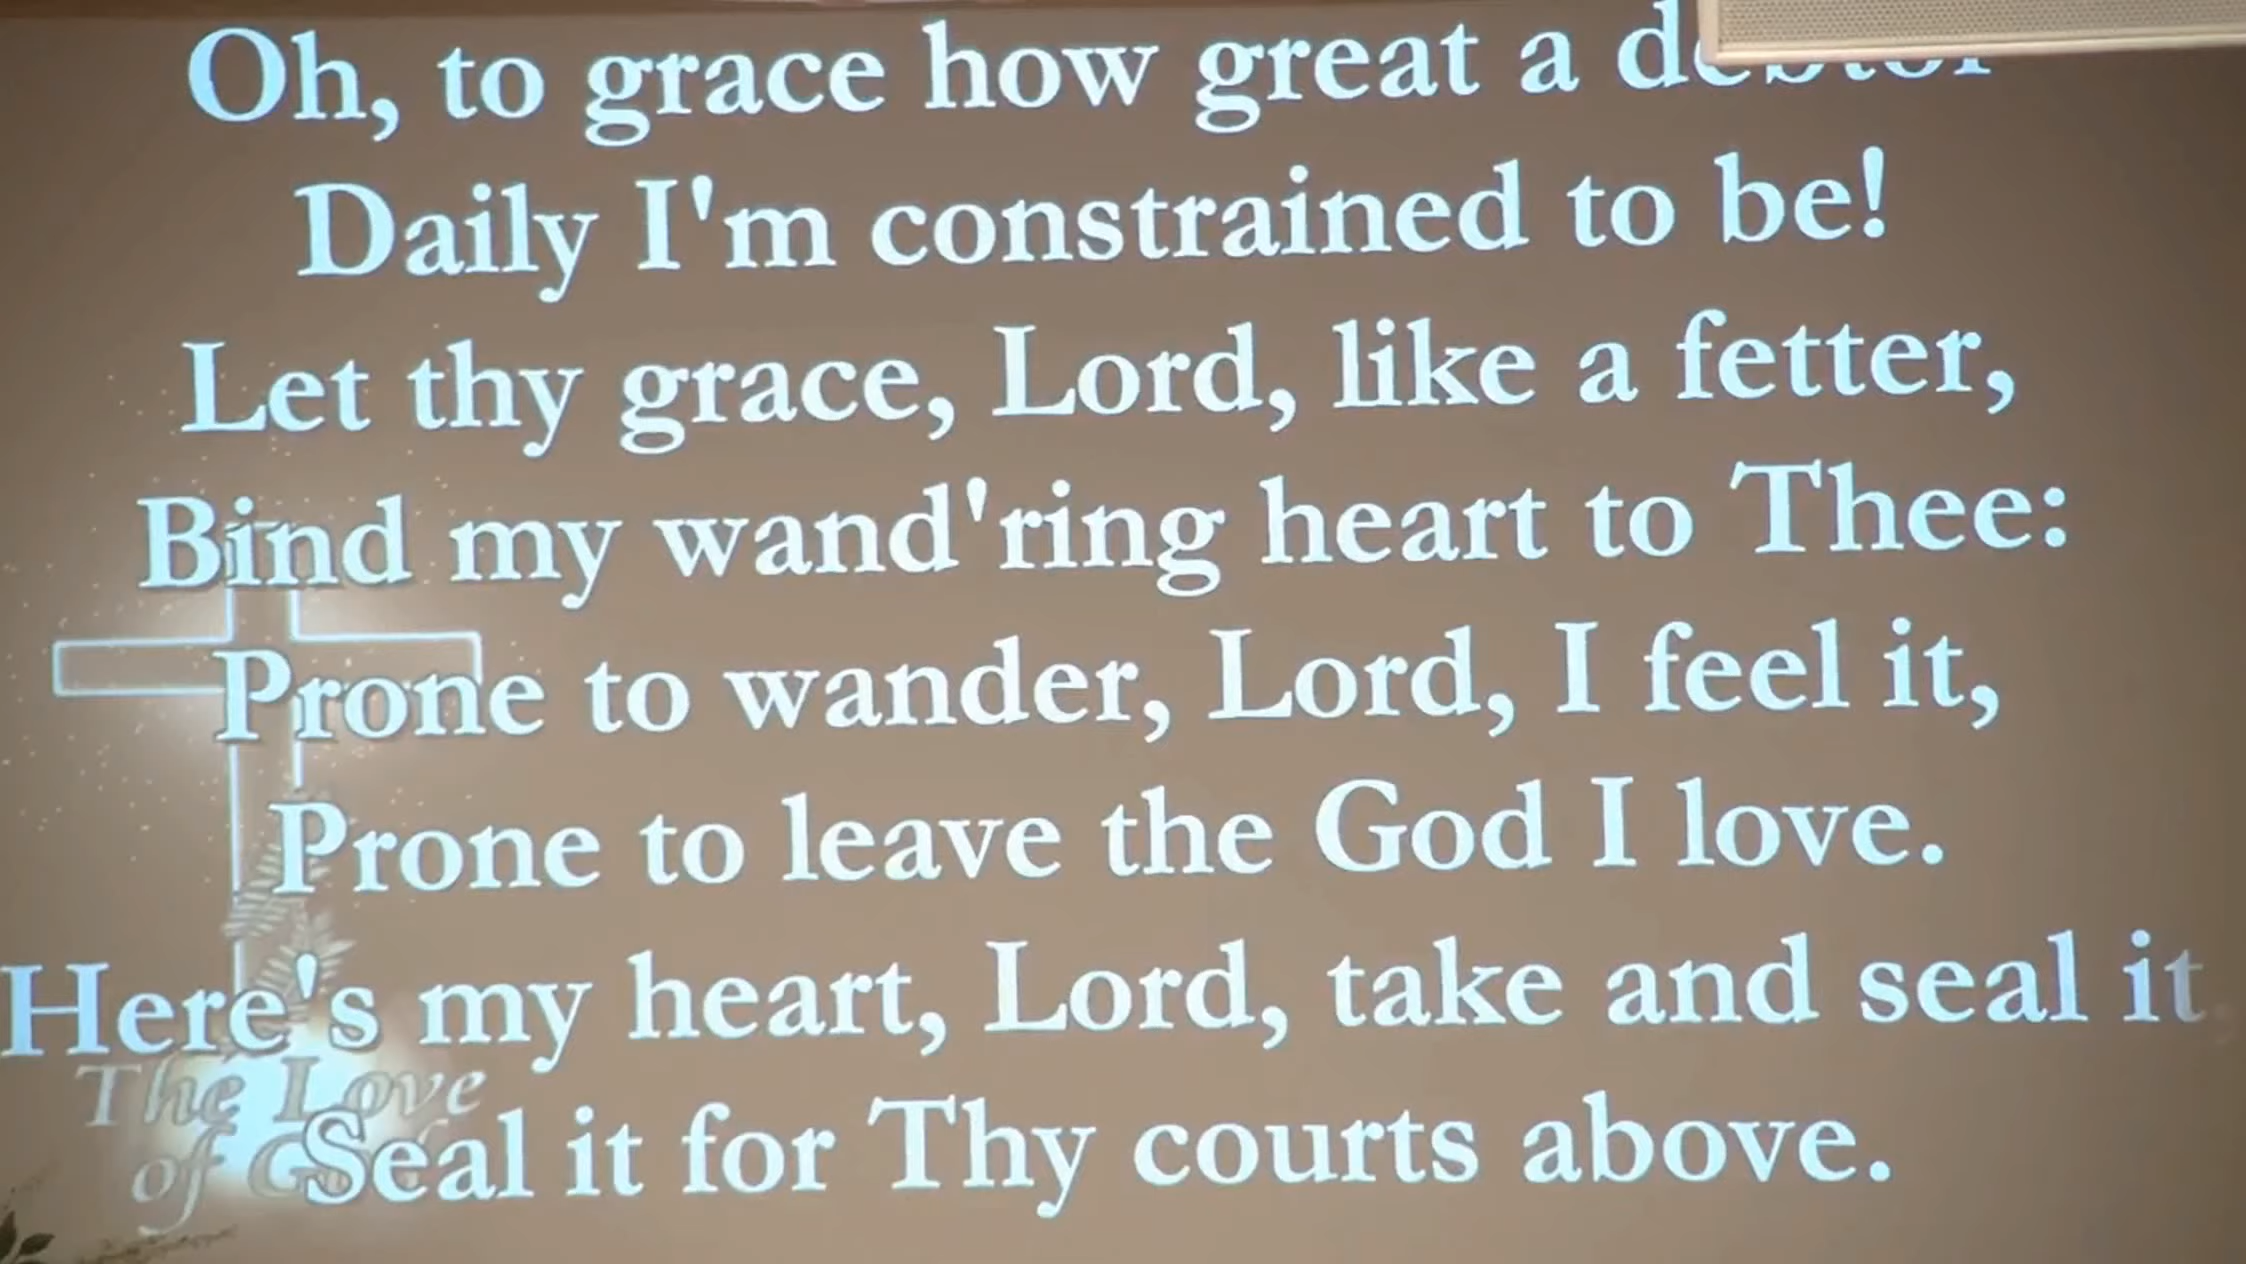 Oh, to grace how great a debtor
Daily I'm constrained to be!
Let thy grace, Lord, like a fetter,
Bind my wand'ring heart to Thee:
Prone to wander, Lord, I feel it,
Prone to leave the God I love.
Here's my heart, Lord, take and seal it,
The Love
of
Seal it for Thy courts above.